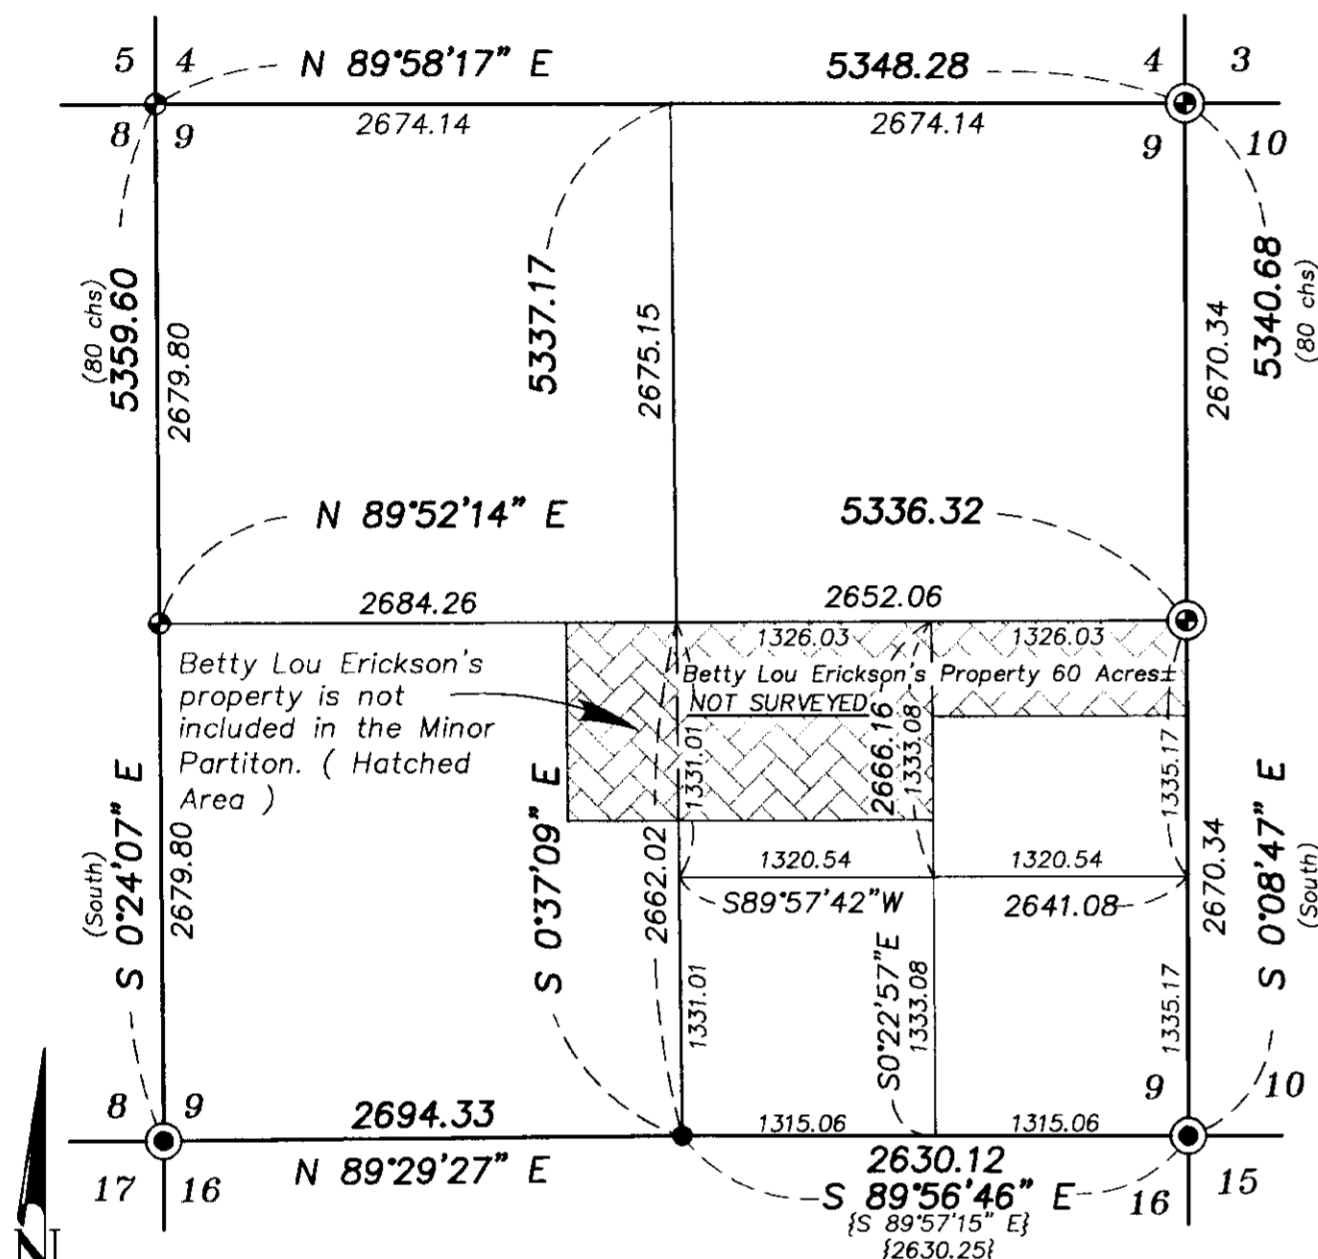 5 4
N 89°58'17" E
5348.28
4 3
8 9
2674.14
2674.14
9 10
5359.60
(80 chs)
2679.80
5337.17
2675.15
2670.34
5340.68
(80 chs)
N 89°52'14" E
5336.32
2684.26
2652.06
1326.03
1326.03
Betty Lou Erickson's
property is not
included in the Minor
Partiton. ( Hatched
Area )
Betty Lou Erickson's Property 60 Acres±
NOT SURVEYED
1331.01
2666.16
1333.08
1335.17
S 0°24'07" E
(South)
2679.80
S 0°37'09" E
2662.02
1320.54
1320.54
S89°57'42"W
2641.08
2670.34
S 0°08'47" E
(South)
1331.01
S0°22'57"E
1333.08
1335.17
8 9
2694.33
1315.06
1315.06
9 10
N 89°29'27" E
2630.12
S 89°56'46" E
{S 89°57'15" E}
{2630.25}
17 16
16 15
N